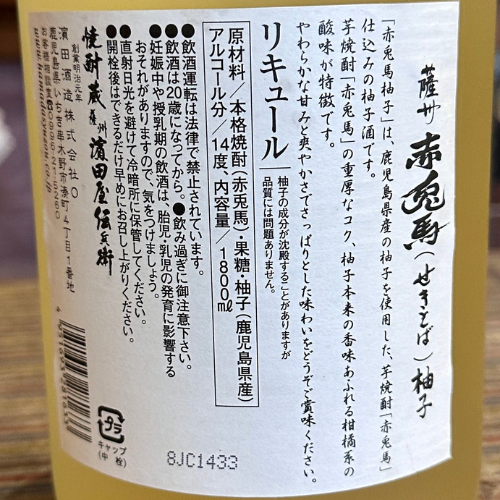 薩州 赤兎馬(せきとば)柚子
「赤兎馬柚子」は、鹿児島県産の柚子を使用した、芋焼酎「赤兎馬」
仕込みの柚子酒です。
芋焼酎「赤兎馬」の重厚なコク、柚子本来の香味あふれる柑橘系の
酸味が特徴です。
やわらかな甘みと爽やかでさっぱりとした味わいをどうぞご賞味ください。
リキュール
柚子の成分が沈殿することがありますが
品質には問題ありません。
原材料/本格焼酎(赤兎馬)・果糖・柚子(鹿児島県産)
アルコール分/14度、内容量/1800mℓ
●飲酒運転は法律で禁止されています。
●飲酒は20歳になってから。●飲み過ぎに御注意下さい。
●妊娠中や授乳期の飲酒は、胎児・乳児の発育に影響する
おそれがありますので、気をつけましょう。
●直射日光を避けて冷暗所に保管してください。
●開栓後はできるだけ早めにお召し上がりください。
焼酎蔵 薩州 濵田屋伝兵衛
創業明治元年
濵田酒造株式会社
鹿児島県いちき串木野市湊町4丁目1番地
プラ
キャップ
(中 栓)
8JC1433